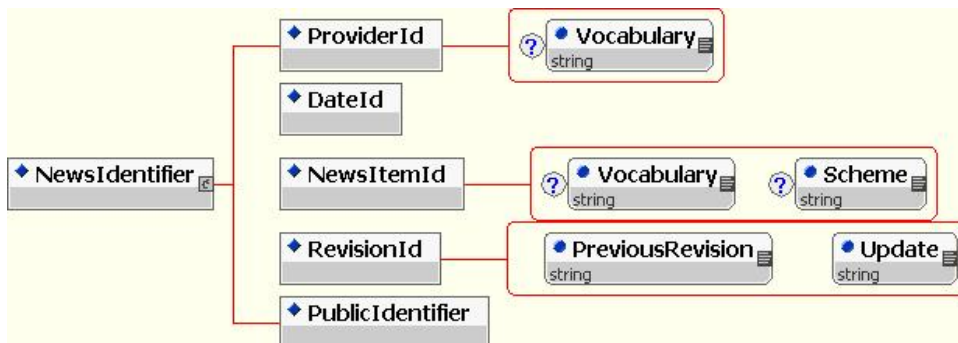 ProviderId
? Vocabulary
string
DateId
NewsIdentifier c
NewsItemId
? Vocabulary
string
? Scheme
string
RevisionId
PreviousRevision
string
Update
string
PublicIdentifier